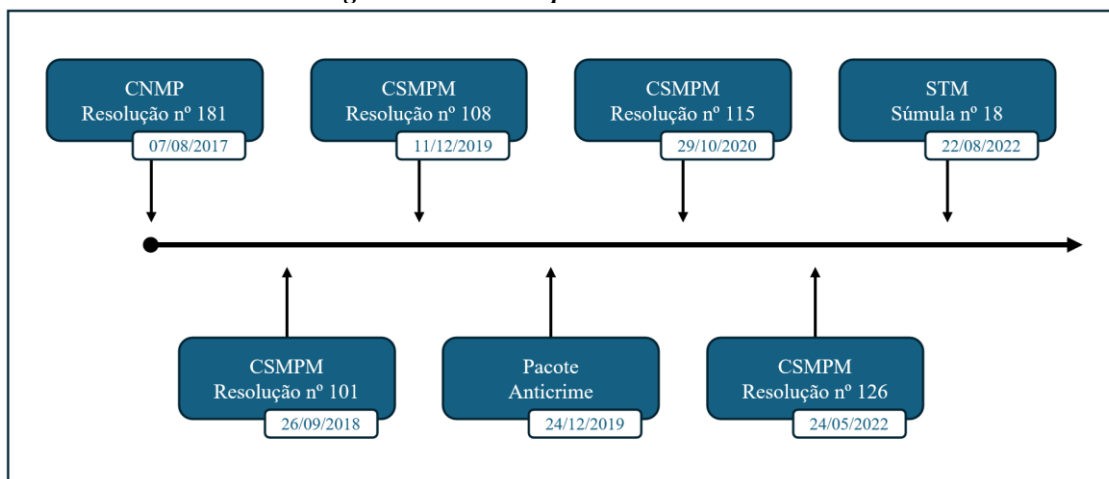 CNMP
Resolução nº 181
07/08/2017
CSMPM
Resolução nº 108
11/12/2019
CSMPM
Resolução nº 115
29/10/2020
STM
Súmula nº 18
22/08/2022
CSMPM
Resolução nº 101
26/09/2018
Pacote
Anticrime
24/12/2019
CSMPM
Resolução nº 126
24/05/2022